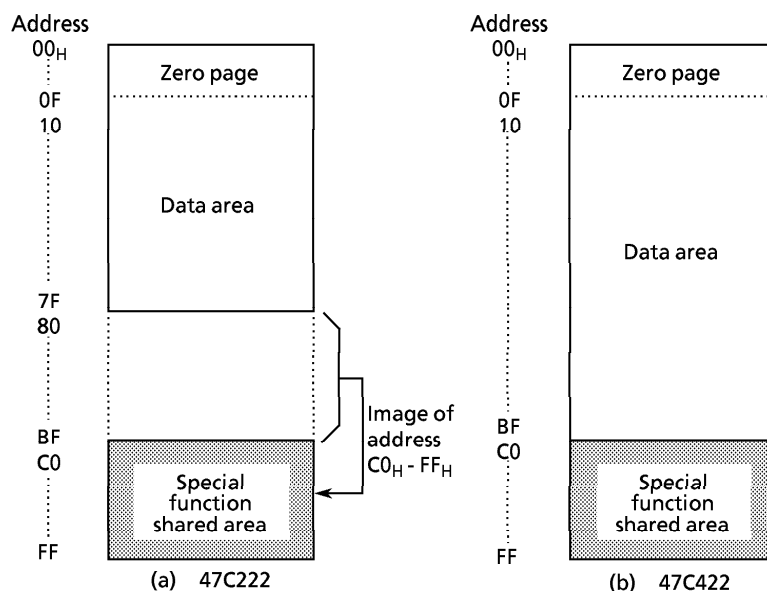 Address
00H
0F
10
7F
80
BF
C0
FF
Zero page
Data area
Special
function
shared area
Image of
address
C0H - FFH
(a) 47C222
Address
00H
0F
10
BF
C0
FF
Zero page
Data area
Special
function
shared area
(b) 47C422